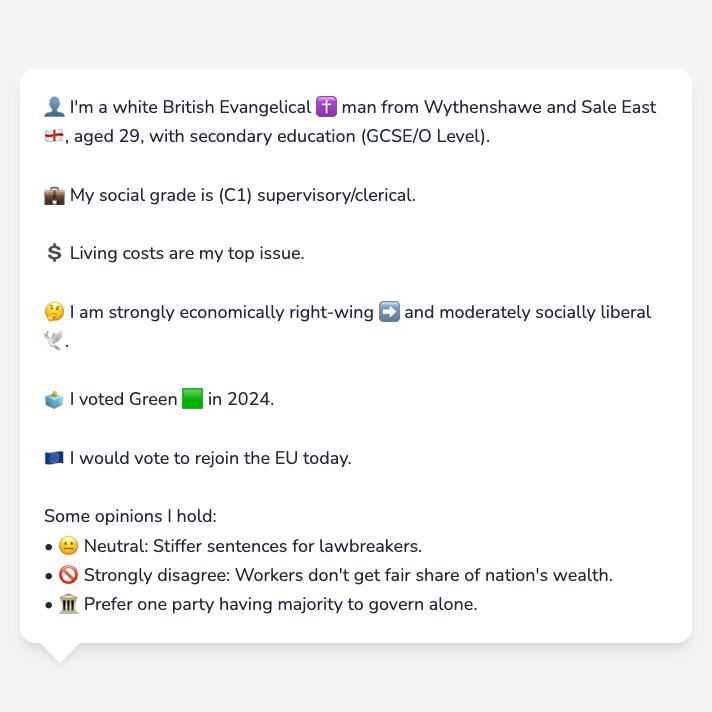 👤 I'm a white British Evangelical ✝️ man from Wythenshawe and Sale East
🏴󠁧󠁢󠁥󠁮󠁧󠁿, aged 29, with secondary education (GCSE/O Level).
💼 My social grade is (C1) supervisory/clerical.
💲 Living costs are my top issue.
🤔 I am strongly economically right-wing ➡️ and moderately socially liberal
🕊️.
🗳️ I voted Green 🟩 in 2024.
🇪🇺 I would vote to rejoin the EU today.
Some opinions I hold:
• 😐 Neutral: Stiffer sentences for lawbreakers.
• 🚫 Strongly disagree: Workers don't get fair share of nation's wealth.
• 🏛️ Prefer one party having majority to govern alone.